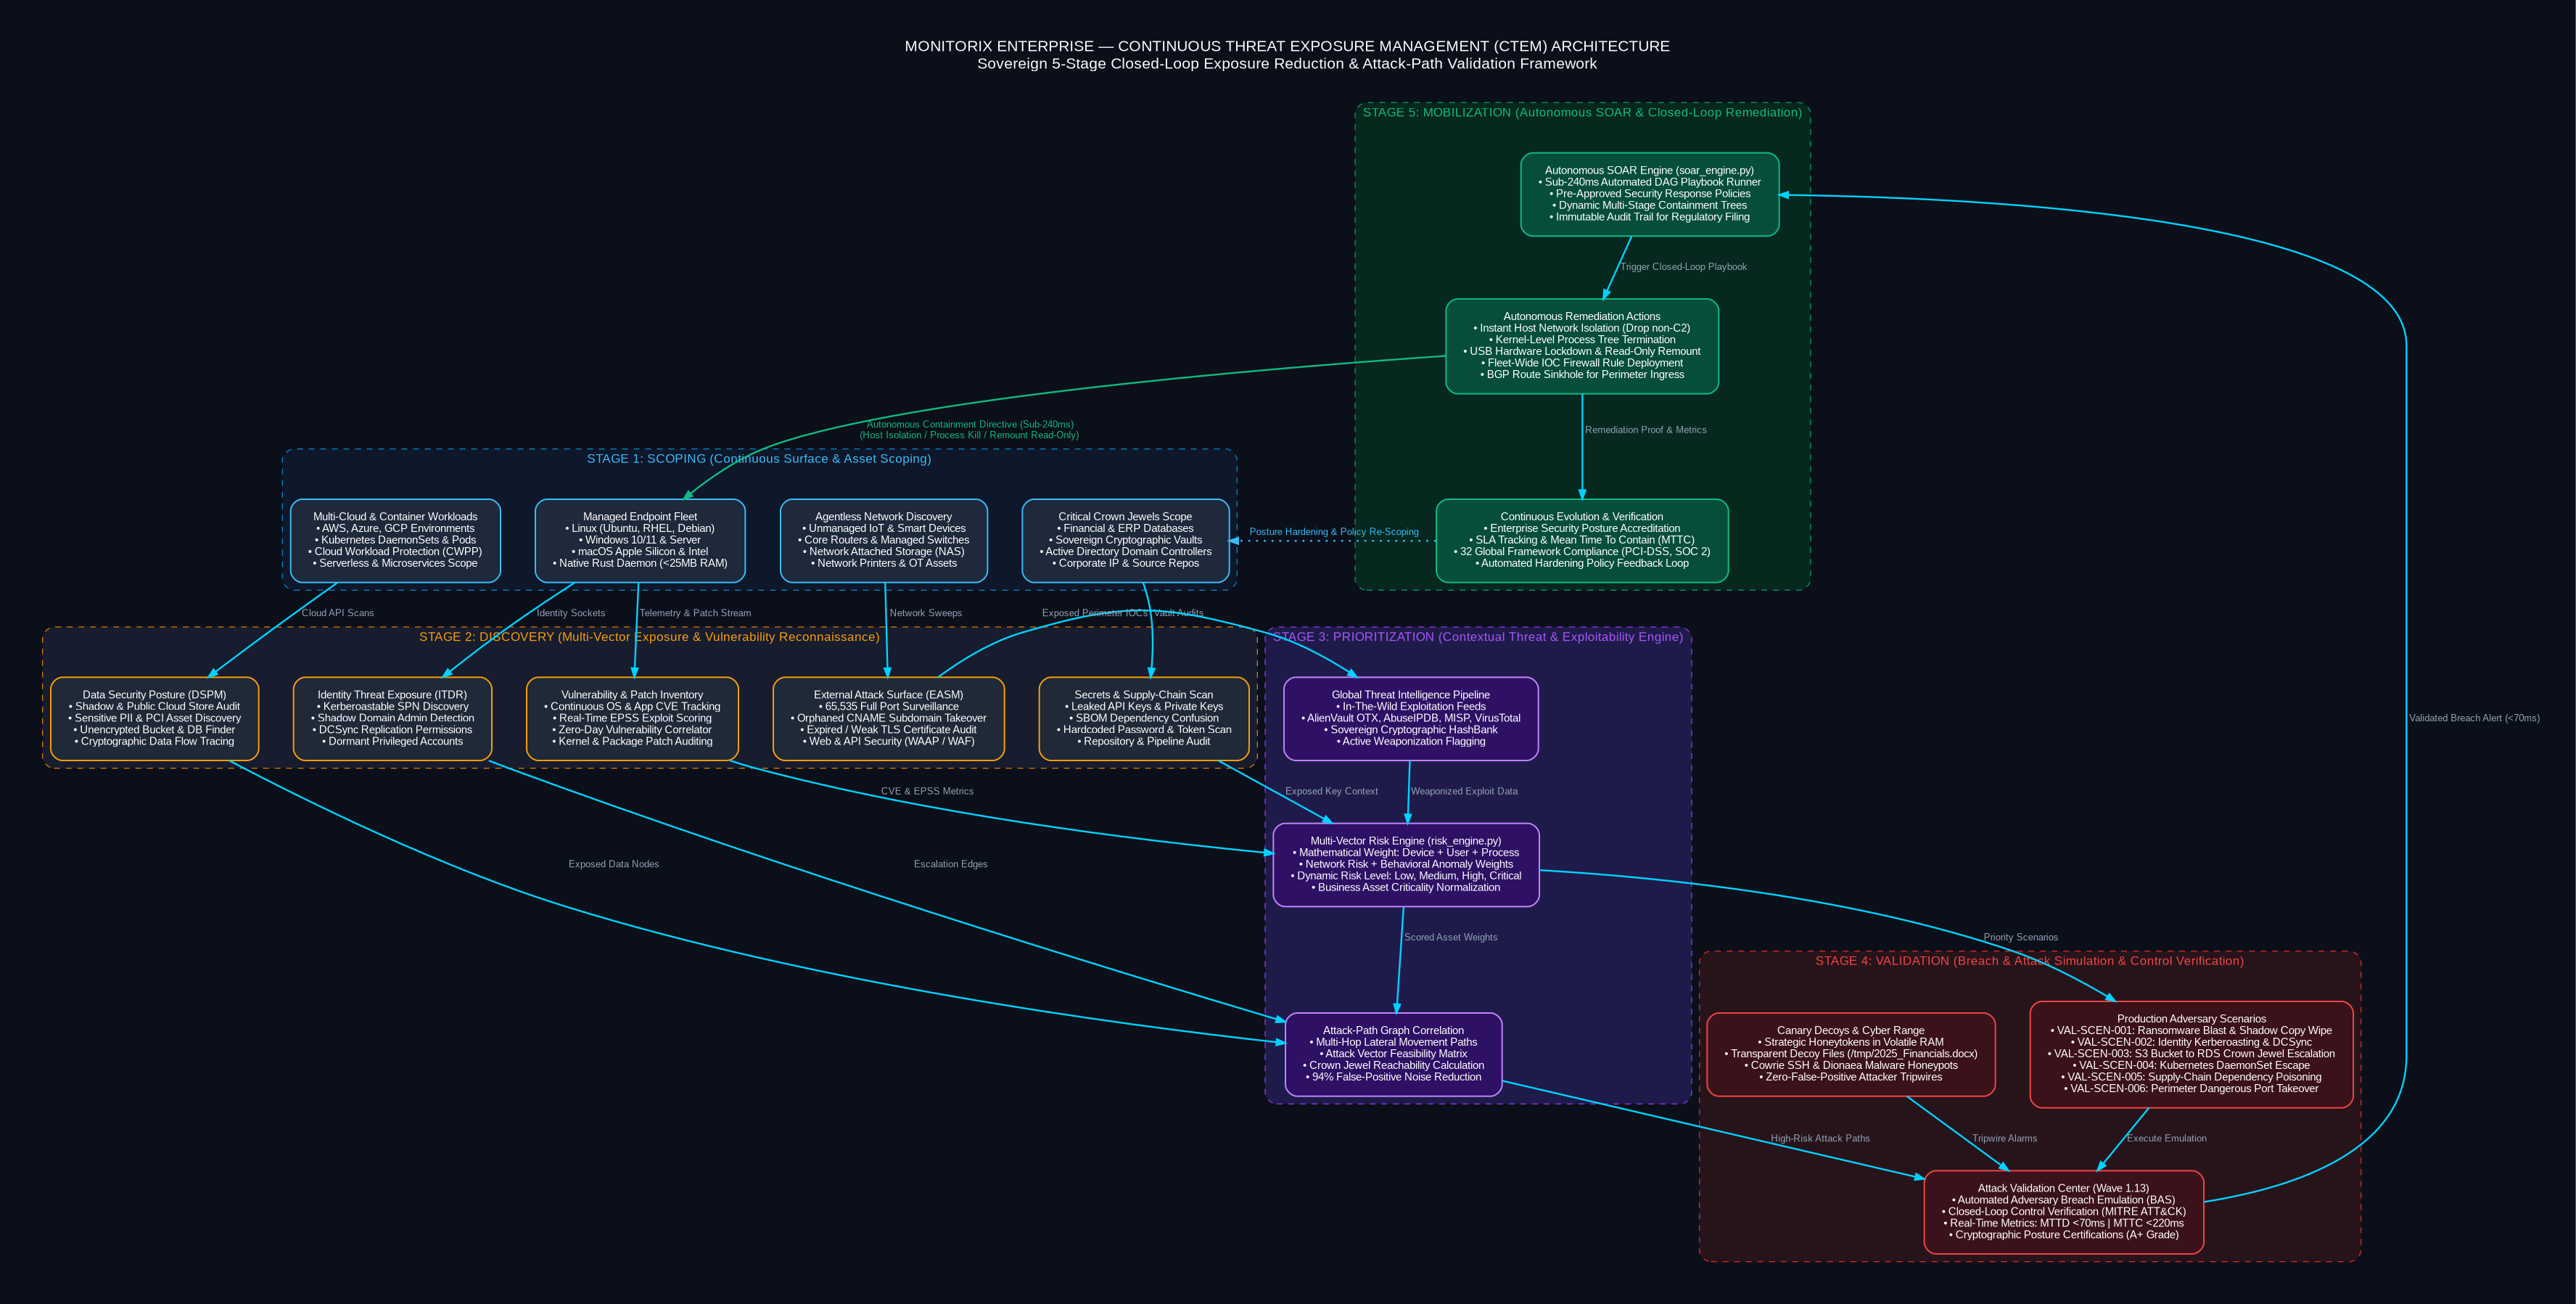 MONITORIX ENTERPRISE — CONTINUOUS THREAT EXPOSURE MANAGEMENT (CTEM) ARCHITECTURE
Sovereign 5-Stage Closed-Loop Exposure Reduction & Attack-Path Validation Framework
STAGE 5: MOBILIZATION (Autonomous SOAR & Closed-Loop Remediation)
Autonomous SOAR Engine (soar_engine.py)
• Sub-240ms Automated DAG Playbook Runner
• Pre-Approved Security Response Policies
• Dynamic Multi-Stage Containment Trees
• Immutable Audit Trail for Regulatory Filing
Trigger Closed-Loop Playbook
Autonomous Remediation Actions
• Instant Host Network Isolation (Drop non-C2)
• Kernel-Level Process Tree Termination
• USB Hardware Lockdown & Read-Only Remount
• Fleet-Wide IOC Firewall Rule Deployment
• BGP Route Sinkhole for Perimeter Ingress
Autonomous Containment Directive (Sub-240ms)
(Host Isolation / Process Kill / Remount Read-Only)
Remediation Proof & Metrics
Continuous Evolution & Verification
• Enterprise Security Posture Accreditation
• SLA Tracking & Mean Time To Contain (MTTC)
• 32 Global Framework Compliance (PCI-DSS, SOC 2)
• Automated Hardening Policy Feedback Loop
Posture Hardening & Policy Re-Scoping
STAGE 1: SCOPING (Continuous Surface & Asset Scoping)
Multi-Cloud & Container Workloads
• AWS, Azure, GCP Environments
• Kubernetes DaemonSets & Pods
• Cloud Workload Protection (CWPP)
• Serverless & Microservices Scope
Managed Endpoint Fleet
• Linux (Ubuntu, RHEL, Debian)
• Windows 10/11 & Server
• macOS Apple Silicon & Intel
• Native Rust Daemon (<25MB RAM)
Agentless Network Discovery
• Unmanaged IoT & Smart Devices
• Core Routers & Managed Switches
• Network Attached Storage (NAS)
• Network Printers & OT Assets
Critical Crown Jewels Scope
• Financial & ERP Databases
• Sovereign Cryptographic Vaults
• Active Directory Domain Controllers
• Corporate IP & Source Repos
Cloud API Scans
Identity Sockets
Telemetry & Patch Stream
Network Sweeps
Exposed Perimeter IOCs
Vault Audits
STAGE 2: DISCOVERY (Multi-Vector Exposure & Vulnerability Reconnaissance)
Data Security Posture (DSPM)
• Shadow & Public Cloud Store Audit
• Sensitive PII & PCI Asset Discovery
• Unencrypted Bucket & DB Finder
• Cryptographic Data Flow Tracing
Identity Threat Exposure (ITDR)
• Kerberoastable SPN Discovery
• Shadow Domain Admin Detection
• DCSync Replication Permissions
• Dormant Privileged Accounts
Vulnerability & Patch Inventory
• Continuous OS & App CVE Tracking
• Real-Time EPSS Exploit Scoring
• Zero-Day Vulnerability Correlator
• Kernel & Package Patch Auditing
External Attack Surface (EASM)
• 65,535 Full Port Surveillance
• Orphaned CNAME Subdomain Takeover
• Expired / Weak TLS Certificate Audit
• Web & API Security (WAAP / WAF)
Secrets & Supply-Chain Scan
• Leaked API Keys & Private Keys
• SBOM Dependency Confusion
• Hardcoded Password & Token Scan
• Repository & Pipeline Audit
STAGE 3: PRIORITIZATION (Contextual Threat & Exploitability Engine)
Global Threat Intelligence Pipeline
• In-The-Wild Exploitation Feeds
• AlienVault OTX, AbuseIPDB, MISP, VirusTotal
• Sovereign Cryptographic HashBank
• Active Weaponization Flagging
Validated Breach Alert (<70ms)
CVE & EPSS Metrics
Exposed Key Context
Weaponized Exploit Data
Multi-Vector Risk Engine (risk_engine.py)
• Mathematical Weight: Device + User + Process
• Network Risk + Behavioral Anomaly Weights
• Dynamic Risk Level: Low, Medium, High, Critical
• Business Asset Criticality Normalization
Exposed Data Nodes
Escalation Edges
Scored Asset Weights
Priority Scenarios
Attack-Path Graph Correlation
• Multi-Hop Lateral Movement Paths
• Attack Vector Feasibility Matrix
• Crown Jewel Reachability Calculation
• 94% False-Positive Noise Reduction
STAGE 4: VALIDATION (Breach & Attack Simulation & Control Verification)
Canary Decoys & Cyber Range
• Strategic Honeytokens in Volatile RAM
• Transparent Decoy Files (/tmp/2025_Financials.docx)
• Cowrie SSH & Dionaea Malware Honeypots
• Zero-False-Positive Attacker Tripwires
Production Adversary Scenarios
• VAL-SCEN-001: Ransomware Blast & Shadow Copy Wipe
• VAL-SCEN-002: Identity Kerberoasting & DCSync
• VAL-SCEN-003: S3 Bucket to RDS Crown Jewel Escalation
• VAL-SCEN-004: Kubernetes DaemonSet Escape
• VAL-SCEN-005: Supply-Chain Dependency Poisoning
• VAL-SCEN-006: Perimeter Dangerous Port Takeover
High-Risk Attack Paths
Tripwire Alarms
Execute Emulation
Attack Validation Center (Wave 1.13)
• Automated Adversary Breach Emulation (BAS)
• Closed-Loop Control Verification (MITRE ATT&CK)
• Real-Time Metrics: MTTD <70ms | MTTC <220ms
• Cryptographic Posture Certifications (A+ Grade)